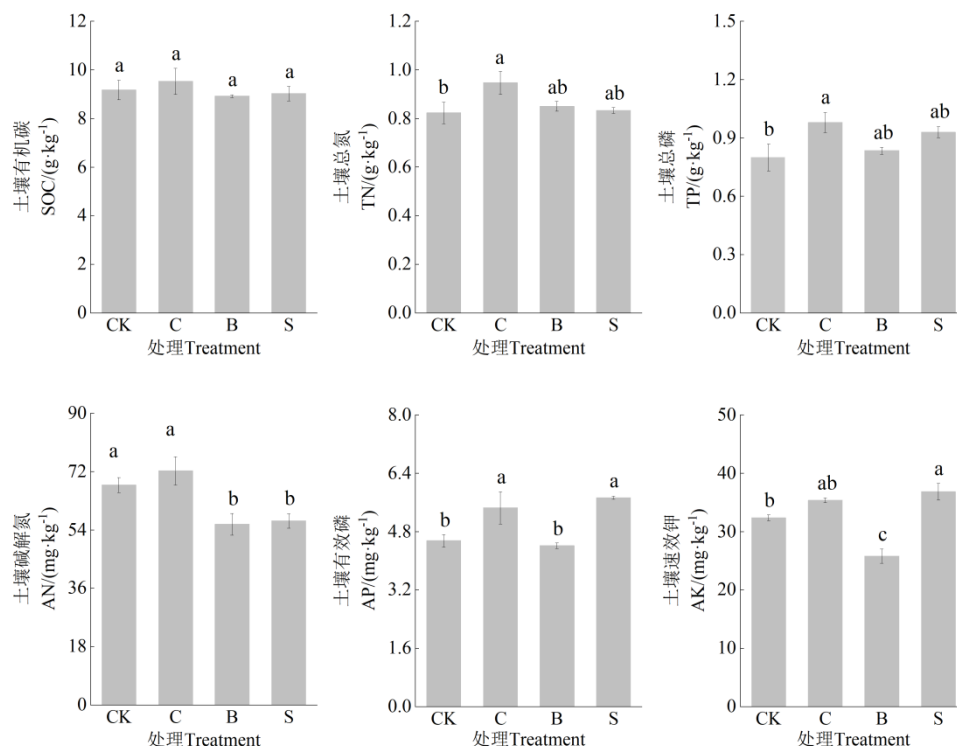 土壤有机碳
SOC/(g·kg⁻¹)
12
10
8
6
4
2
0
a
a
a
a
CK
C
B
S
处理Treatment
土壤总氮
TN/(g·kg⁻¹)
1.2
1.0
0.8
0.6
0.4
0.2
0.0
b
a
ab
ab
CK
C
B
S
处理Treatment
土壤总磷
TP/(g·kg⁻¹)
1.5
1.2
0.9
0.6
0.3
0.0
b
a
ab
ab
CK
C
B
S
处理Treatment
土壤碱解氮
AN/(mg·kg⁻¹)
90
72
54
36
18
0
a
a
b
b
CK
C
B
S
处理Treatment
土壤有效磷
AP/(mg·kg⁻¹)
8.0
6.4
4.8
3.2
1.6
0.0
b
a
b
a
CK
C
B
S
处理Treatment
土壤速效钾
AK/(mg·kg⁻¹)
50
40
30
20
10
0
b
ab
c
a
CK
C
B
S
处理Treatment